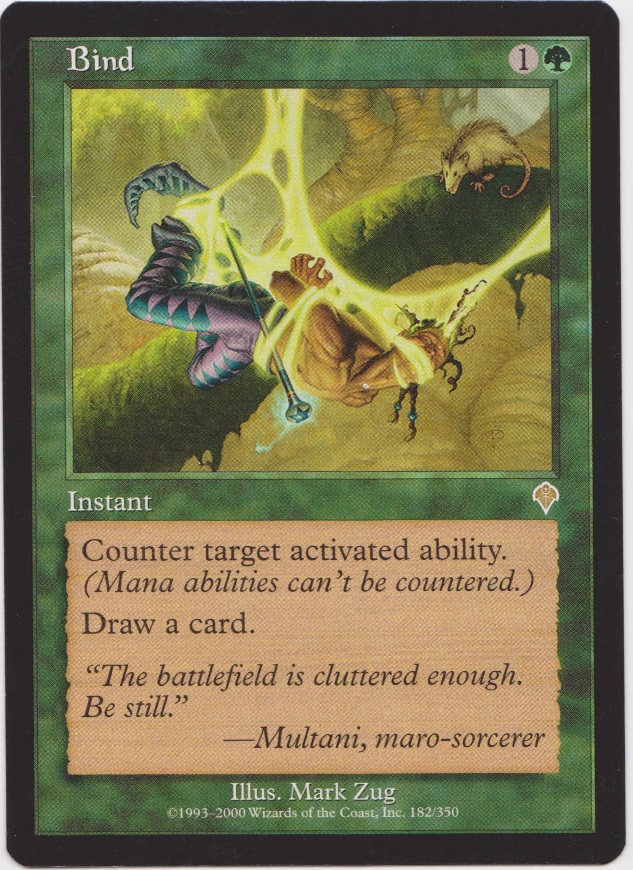 Bind
1
Instant
Counter target activated ability.
(Mana abilities can't be countered.)
Draw a card.
“The battlefield is cluttered enough.
Be still.”
—Multani, maro-sorcerer
Illus. Mark Zug
©1993–2000 Wizards of the Coast, Inc. 182/350